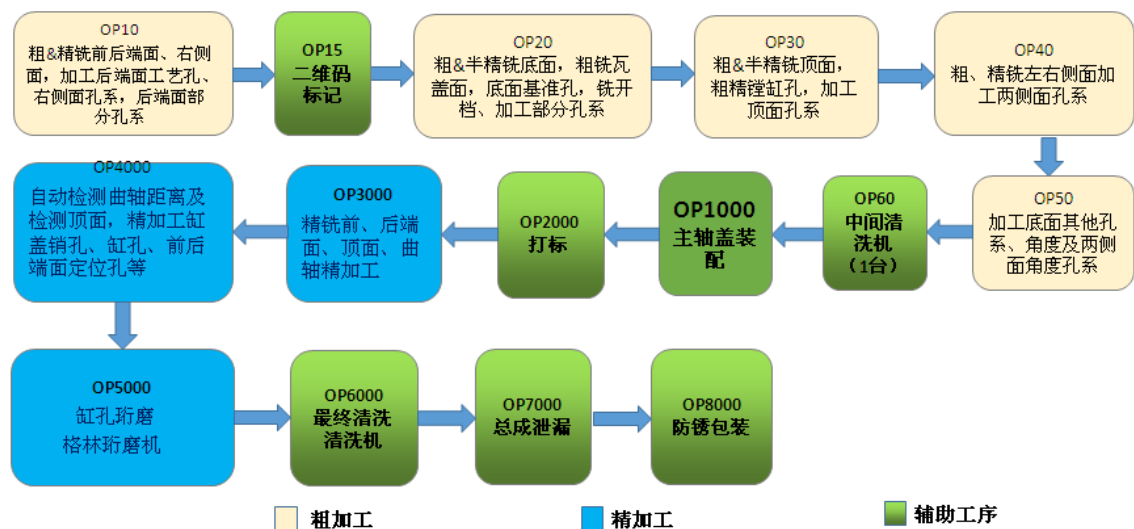 OP10
粗&精铣前后端面、右侧
面，加工后端面工艺孔、
右侧面孔系，后端面部
分孔系
OP15
二维码
标记
OP20
粗&半精铣底面，粗铣瓦
盖面，底面基准孔，铣开
档、加工部分孔系
OP30
粗&半精铣顶面，
粗精镗缸孔，加工
顶面孔系
OP40
粗、精铣左右侧面加
工两侧面孔系
OP50
加工底面其他孔
系、角度及两侧
面角度孔系
OP60
中间清
洗机
（1台）
OP1000
主轴盖装
配
OP2000
打标
OP3000
精铣前、后端
面、顶面、曲
轴精加工
OP4000
自动检测曲轴距离及
检测顶面，精加工缸
盖销孔、缸孔、前后
端面定位孔等
OP5000
缸孔珩磨
格林珩磨机
OP6000
最终清洗
清洗机
OP7000
总成泄漏
OP8000
防锈包装
粗加工
精加工
辅助工序